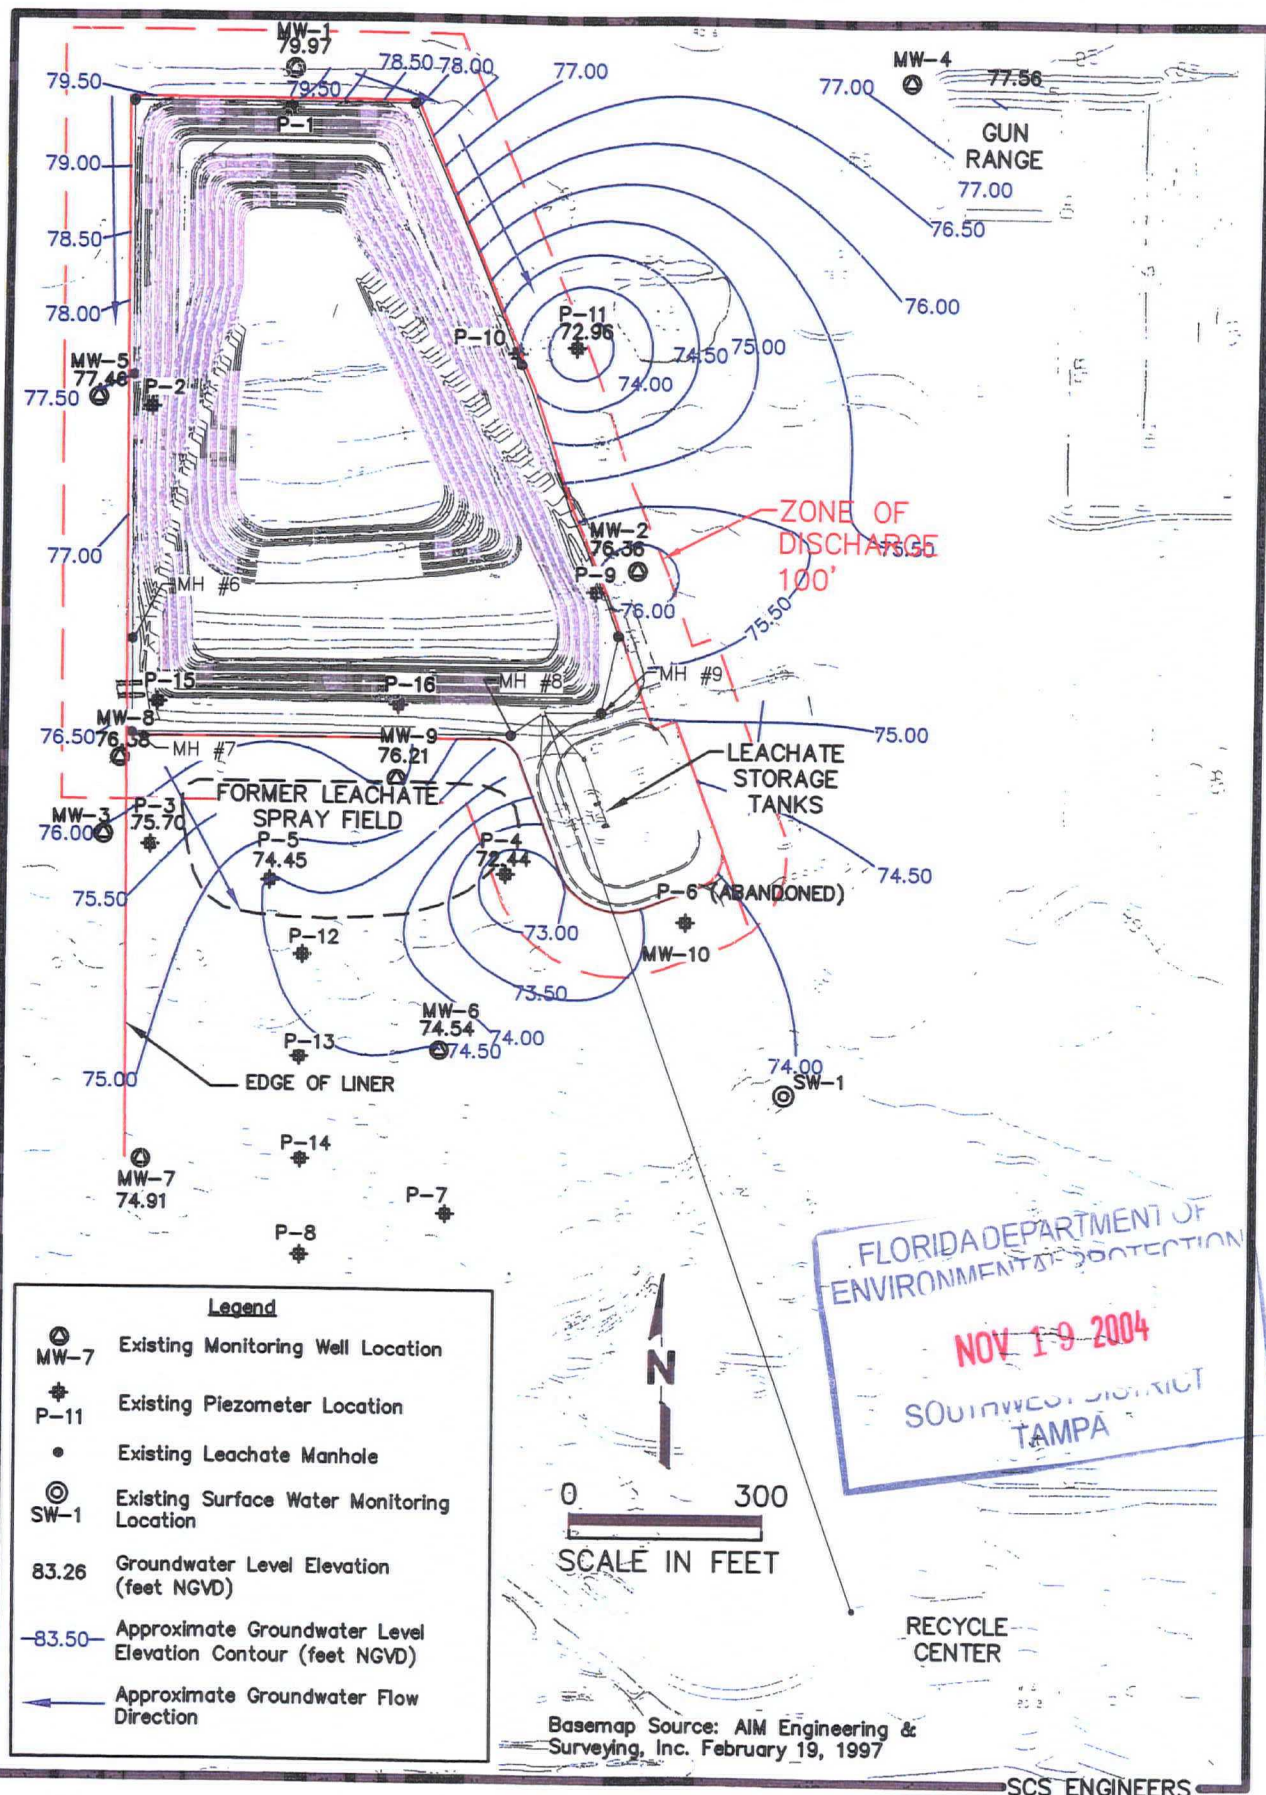 MW-1
79.97
79.50
79.50
78.50
78.00
77.00
MW-4
77.00
77.56
GUN
RANGE
77.00
P-1
79.00
78.50
78.00
76.50
76.00
P-11
72.96
P-10
74.50
75.00
74.00
MW-5
77.46
P-2
77.50
ZONE OF
DISCHARGE
100'
MW-2
76.36
75.50
77.00
P-9
MH #6
76.00
75.50
P-15
P-16
MH #8
MH #9
MW-8
76.38
76.50
MH #7
MW-9
76.21
75.00
LEACHATE
STORAGE
TANKS
FORMER LEACHATE
SPRAY FIELD
MW-3
76.00
P-3
75.70
P-5
74.45
P-4
72.44
74.50
75.50
P-6 (ABANDONED)
73.00
P-12
MW-10
73.50
MW-6
74.54
74.50
74.00
P-13
74.00
SW-1
75.00
EDGE OF LINER
P-14
MW-7
74.91
P-7
P-8
FLORIDA DEPARTMENT OF
ENVIRONMENTAL PROTECTION
NOV 19 2004
SOUTHWEST DISTRICT
TAMPA
Legend
MW-7 Existing Monitoring Well Location
P-11 Existing Piezometer Location
Existing Leachate Manhole
SW-1 Existing Surface Water Monitoring
Location
83.26 Groundwater Level Elevation
(feet NGVD)
83.50 Approximate Groundwater Level
Elevation Contour (feet NGVD)
Approximate Groundwater Flow
Direction
N
0 300
SCALE IN FEET
RECYCLE
CENTER
Basemap Source: AIM Engineering &
Surveying, Inc. February 19, 1997
SCS ENGINEERS